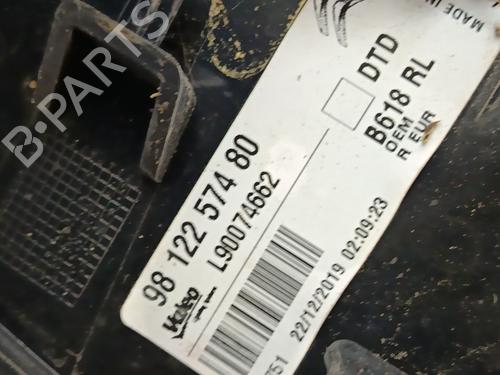 B-PARTS
MADE IN
DTD
B618 RL
OEM
R EUR
98 122 574 80
L90074662
Valeo
22/12/2019 02:09:23
751